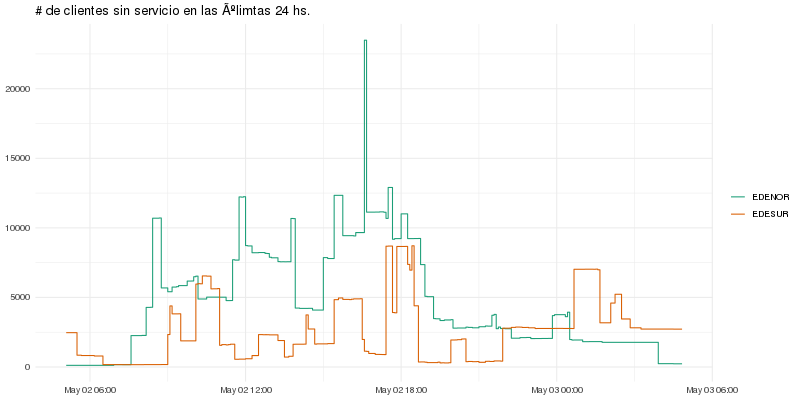 # de clientes sin servicio en las Ãºlimtas 24 hs.
20000
15000
10000
5000
0
May 02 06:00
May 02 12:00
May 02 18:00
May 03 00:00
May 03 06:00
EDENOR
EDESUR